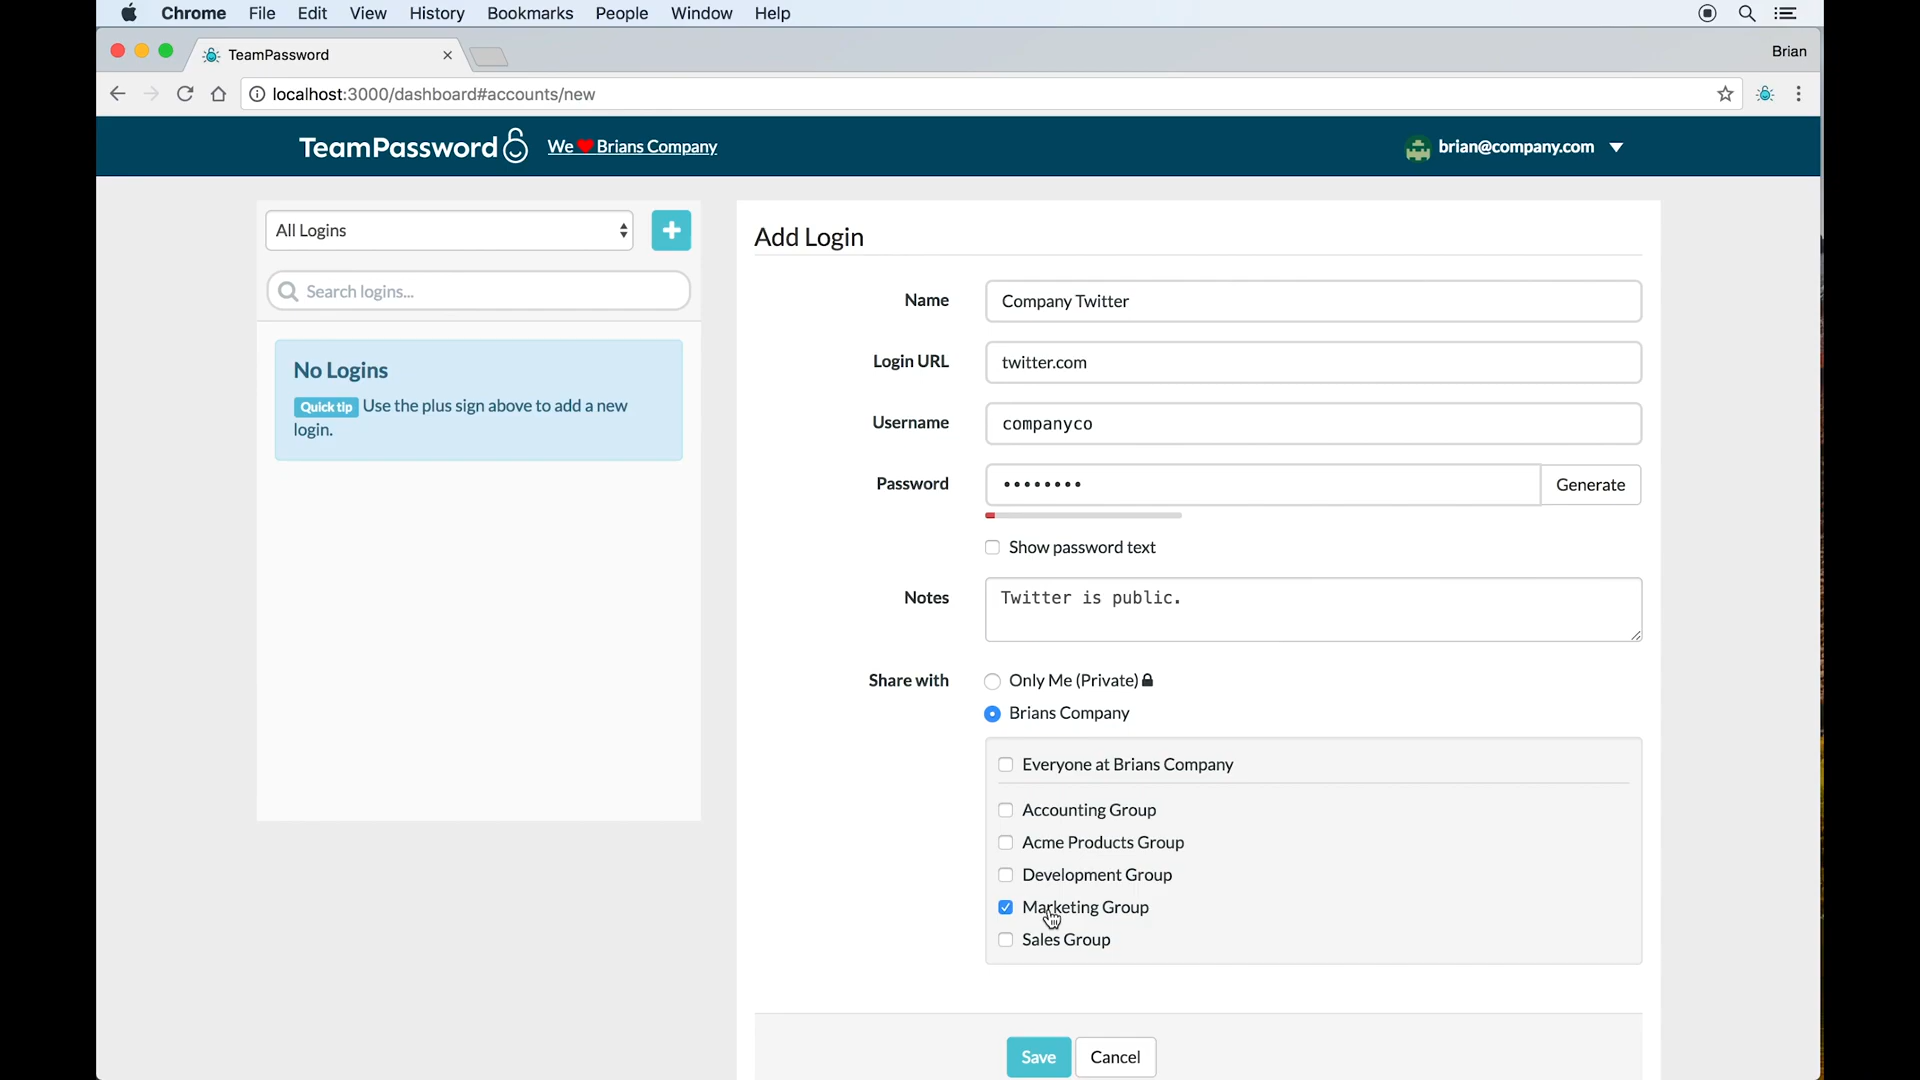 Chrome File Edit View History Bookmarks People Window Help
TeamPassword
Brian
localhost:3000/dashboard#accounts/new
TeamPassword We ❤ Brians Company brian@company.com
All Logins
Search logins...
No Logins
Quick tip Use the plus sign above to add a new
login.
Add Login
Name Company Twitter
Login URL twitter.com
Username companyco
Password •••••••• Generate
Show password text
Notes Twitter is public.
Share with Only Me (Private)
Brians Company
Everyone at Brians Company
Accounting Group
Acme Products Group
Development Group
Marketing Group
Sales Group
Save Cancel